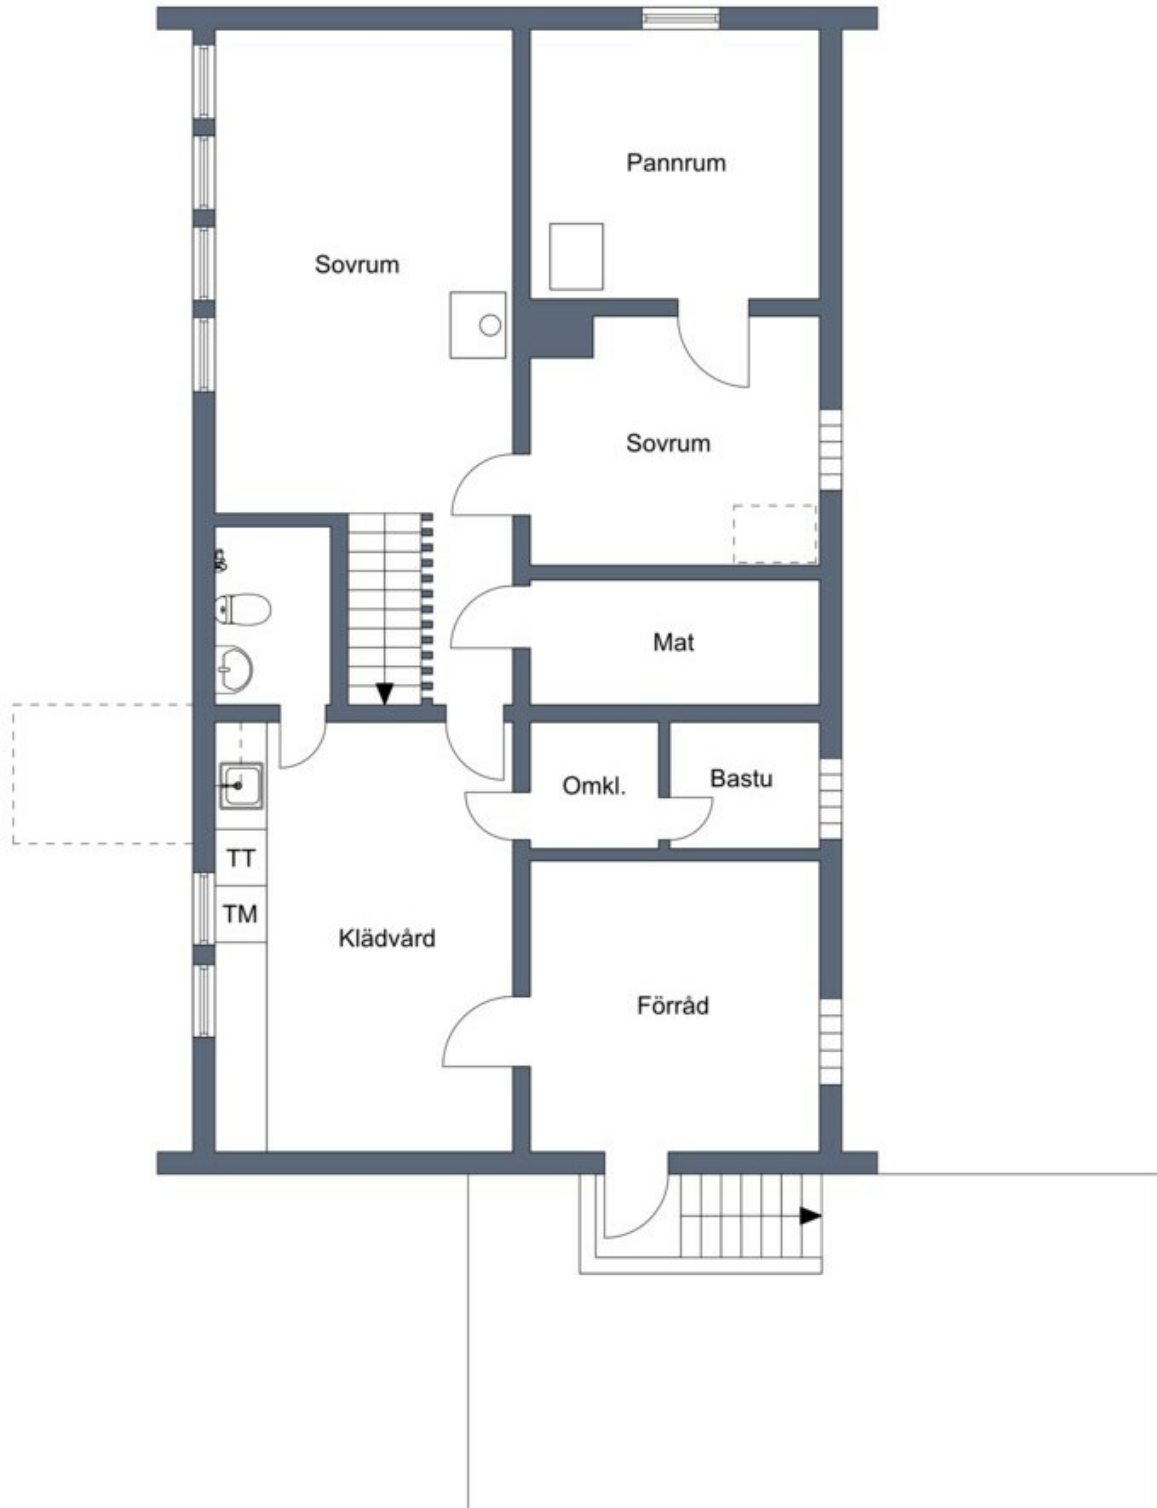 Pannrum
Sovrum
Sovrum
Mat
Omkl.
Bastu
TT
TM
Klädvård
Förråd